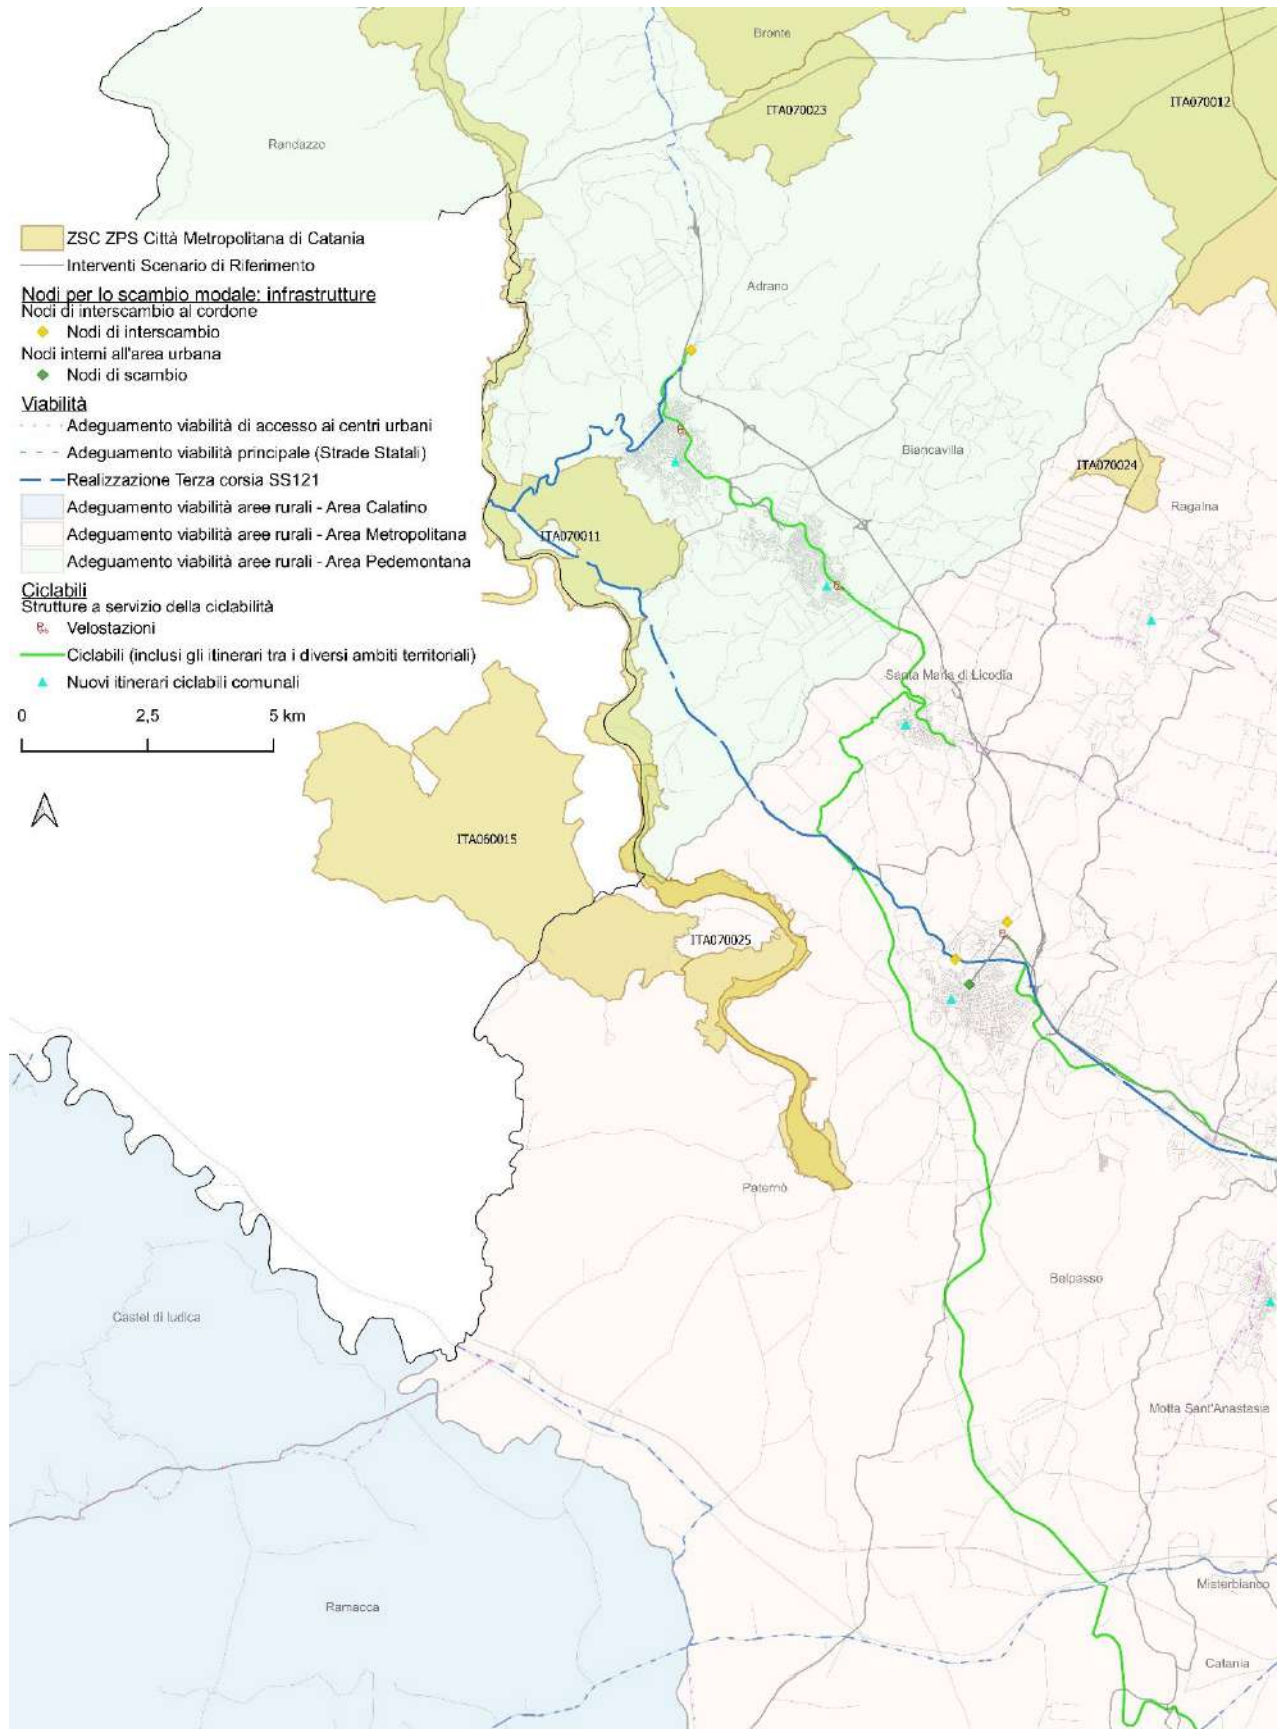 Bronte
ITA070012
ITA070023
Randazzo
ZSC ZPS Città Metropolitana di Catania
Interventi Scenario di Riferimento
Nodi per lo scambio modale: infrastrutture
Nodi di interscambio al cordone
Nodi di interscambio
Nodi interni all'area urbana
Nodi di scambio
Viabilità
Adeguamento viabilità di accesso ai centri urbani
Adeguamento viabilità principale (Strade Statali)
Realizzazione Terza corsia SS121
Adeguamento viabilità aree rurali - Area Calatino
Adeguamento viabilità aree rurali - Area Metropolitana
Adeguamento viabilità aree rurali - Area Pedemontana
Ciclabili
Strutture a servizio della ciclabilità
Velostazioni
Ciclabili (inclusi gli itinerari tra i diversi ambiti territoriali)
Nuovi itinerari ciclabili comunali
0 2,5 5 km
Adrano
Biancavilla
ITA070024
Ragalna
ITA070011
Santa Maria di Licodia
ITA060015
ITA070025
Paternò
Belpasso
Castel di Iudica
Motta Sant'Anastasia
Misterbianco
Ramacca
Catania